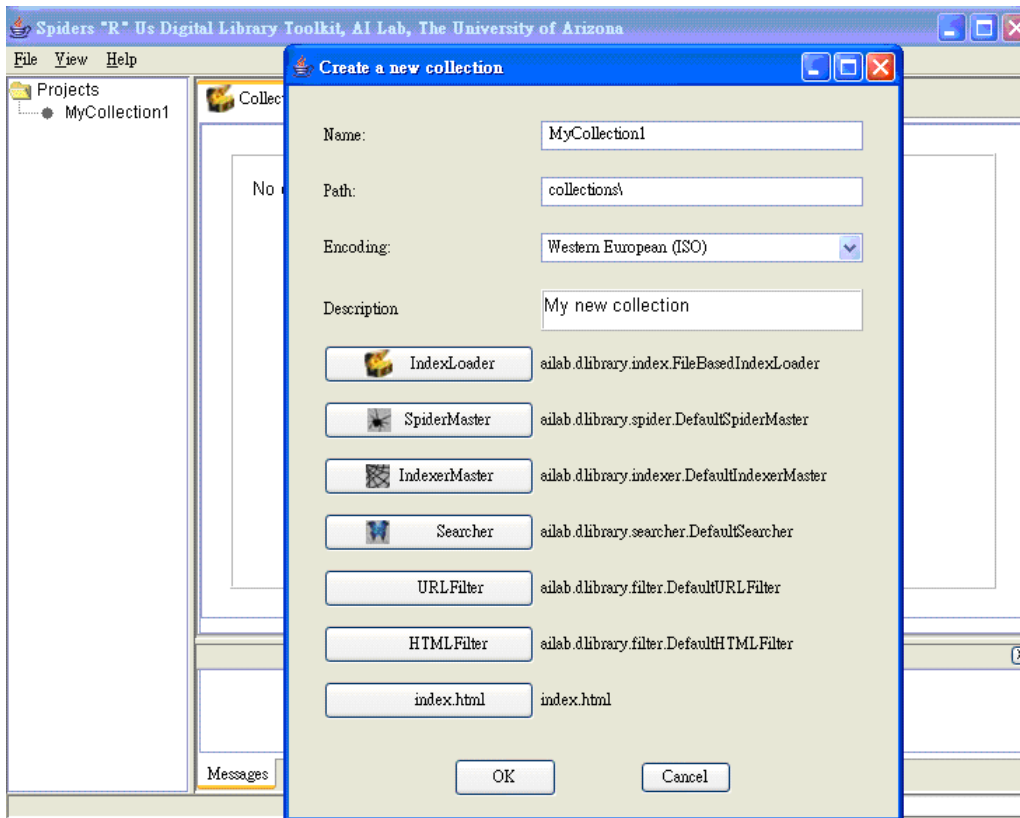 Spiders "R" Us Digital Library Toolkit, AI Lab, The University of Arizona
File View Help
Projects
MyCollection1
Collec
No
Create a new collection
Name: MyCollection1
Path: collections\
Encoding: Western European (ISO)
Description My new collection
IndexLoader ailab.dlibrary.index.FileBasedIndexLoader
SpiderMaster ailab.dlibrary.spider.DefaultSpiderMaster
IndexerMaster ailab.dlibrary.indexer.DefaultIndexerMaster
Searcher ailab.dlibrary.searcher.DefaultSearcher
URLFilter ailab.dlibrary.filter.DefaultURLFilter
HTMLFilter ailab.dlibrary.filter.DefaultHTMLFilter
index.html index.html
OK Cancel
Messages